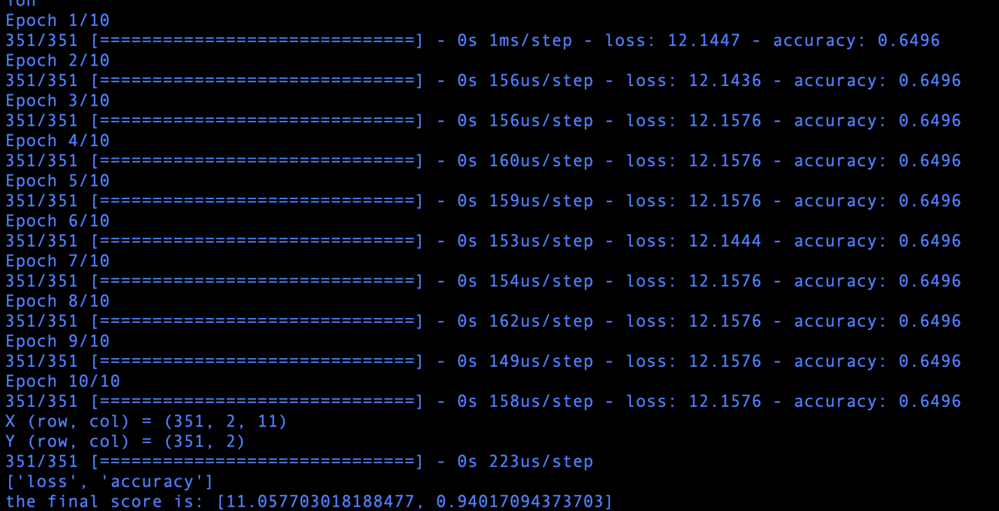 Epoch 1/10
351/351 [==============================] - 0s 1ms/step - loss: 12.1447 - accuracy: 0.6496
Epoch 2/10
351/351 [==============================] - 0s 156us/step - loss: 12.1436 - accuracy: 0.6496
Epoch 3/10
351/351 [==============================] - 0s 156us/step - loss: 12.1576 - accuracy: 0.6496
Epoch 4/10
351/351 [==============================] - 0s 160us/step - loss: 12.1576 - accuracy: 0.6496
Epoch 5/10
351/351 [==============================] - 0s 159us/step - loss: 12.1576 - accuracy: 0.6496
Epoch 6/10
351/351 [==============================] - 0s 153us/step - loss: 12.1444 - accuracy: 0.6496
Epoch 7/10
351/351 [==============================] - 0s 154us/step - loss: 12.1576 - accuracy: 0.6496
Epoch 8/10
351/351 [==============================] - 0s 162us/step - loss: 12.1576 - accuracy: 0.6496
Epoch 9/10
351/351 [==============================] - 0s 149us/step - loss: 12.1576 - accuracy: 0.6496
Epoch 10/10
351/351 [==============================] - 0s 158us/step - loss: 12.1576 - accuracy: 0.6496
X (row, col) = (351, 2, 11)
Y (row, col) = (351, 2)
351/351 [==============================] - 0s 223us/step
['loss', 'accuracy']
the final score is: [11.057703018188477, 0.94017094373703]